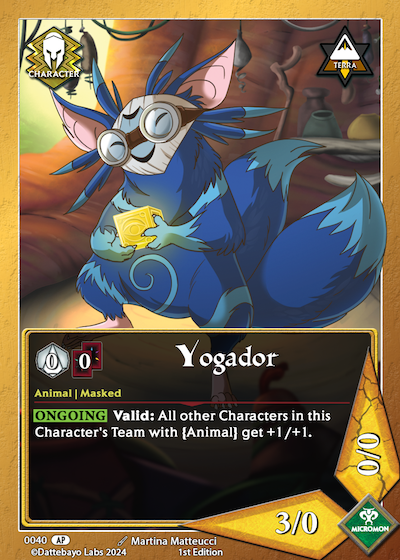 CHARACTER
TERRA
0 0
Yogador
Animal | Masked
ONGOING Valid: All other Characters in this
Character's Team with {Animal} get +1/+1.
0/0
3/0
MICROMON
0040 AP Martina Matteucci
©Dattebayo Labs 2024 1st Edition